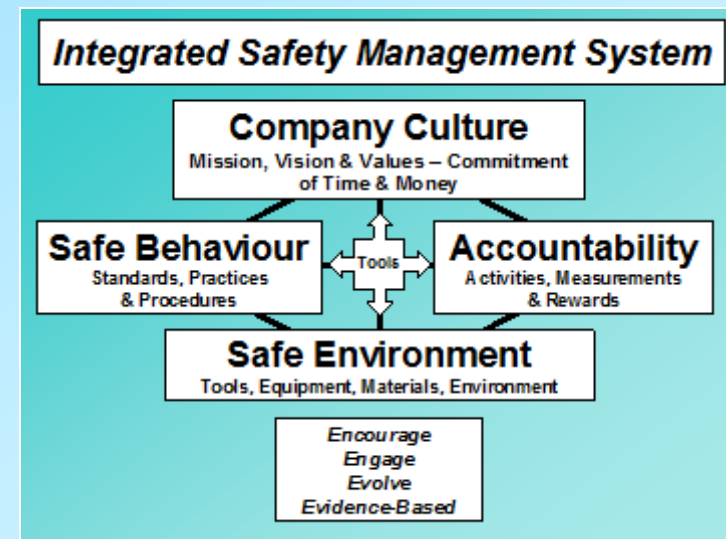 Integrated Safety Management System
Company Culture
Mission, Vision & Values – Commitment
of Time & Money
Safe Behaviour
Standards, Practices
& Procedures
Tools
Accountability
Activities, Measurements
& Rewards
Safe Environment
Tools, Equipment, Materials, Environment
Encourage
Engage
Evolve
Evidence-Based